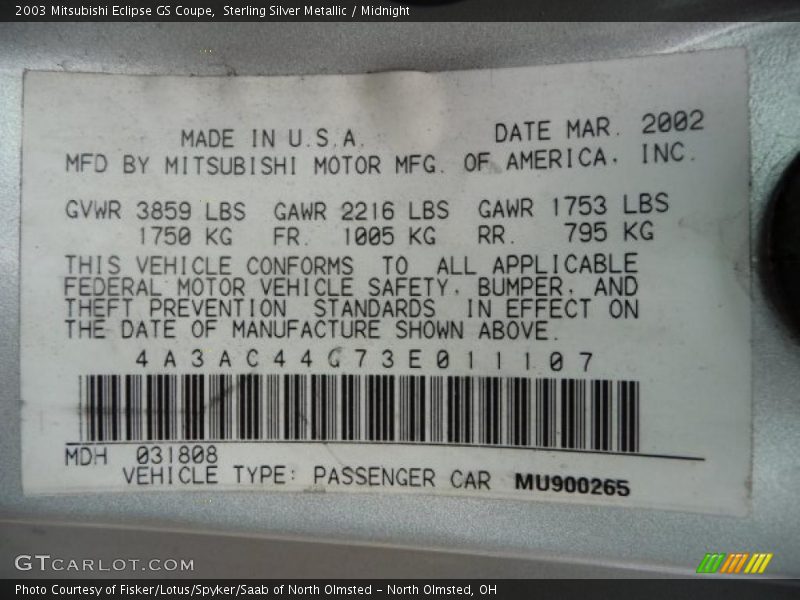 2003 Mitsubishi Eclipse GS Coupe,  Sterling Silver Metallic / Midnight
MADE IN U.S.A. DATE MAR. 2002
MFD BY MITSUBISHI MOTOR MFG. OF AMERICA, INC.
GVWR 3859 LBS GAWR 2216 LBS GAWR 1753 LBS
1750 KG FR. 1005 KG RR. 795 KG
THIS VEHICLE CONFORMS TO ALL APPLICABLE
FEDERAL MOTOR VEHICLE SAFETY, BUMPER, AND
THEFT PREVENTION STANDARDS IN EFFECT ON
THE DATE OF MANUFACTURE SHOWN ABOVE.
4A3AC44G73E011107
MDH 031808
VEHICLE TYPE: PASSENGER CAR MU900265
GTCARLOT.COM
Photo Courtesy of Fisker/Lotus/Spyker/Saab of North Olmsted - North Olmsted, OH